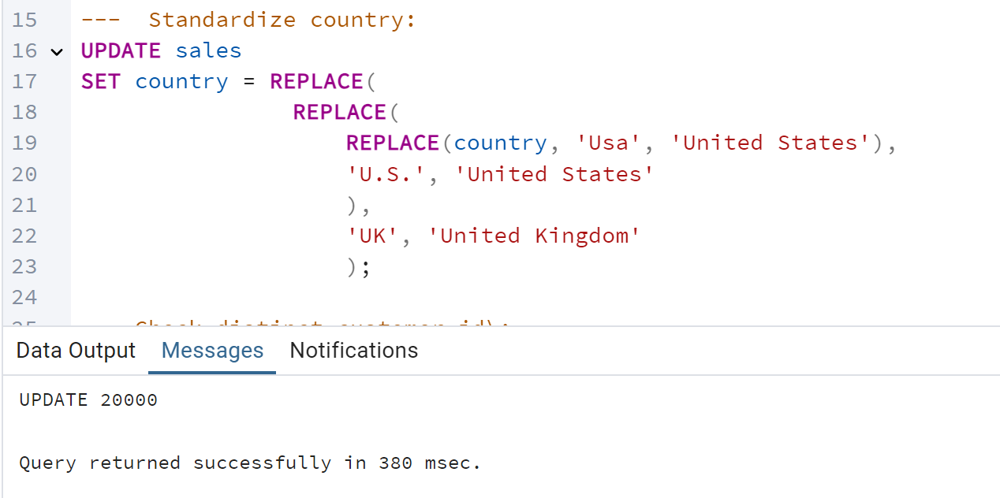 15 --- Standardize country:
16 UPDATE sales
17 SET country = REPLACE(
18 REPLACE(
19 REPLACE(country, 'Usa', 'United States'),
20 'U.S.', 'United States'
21 ),
22 'UK', 'United Kingdom'
23 );
24
Data Output Messages Notifications
UPDATE 20000
Query returned successfully in 380 msec.